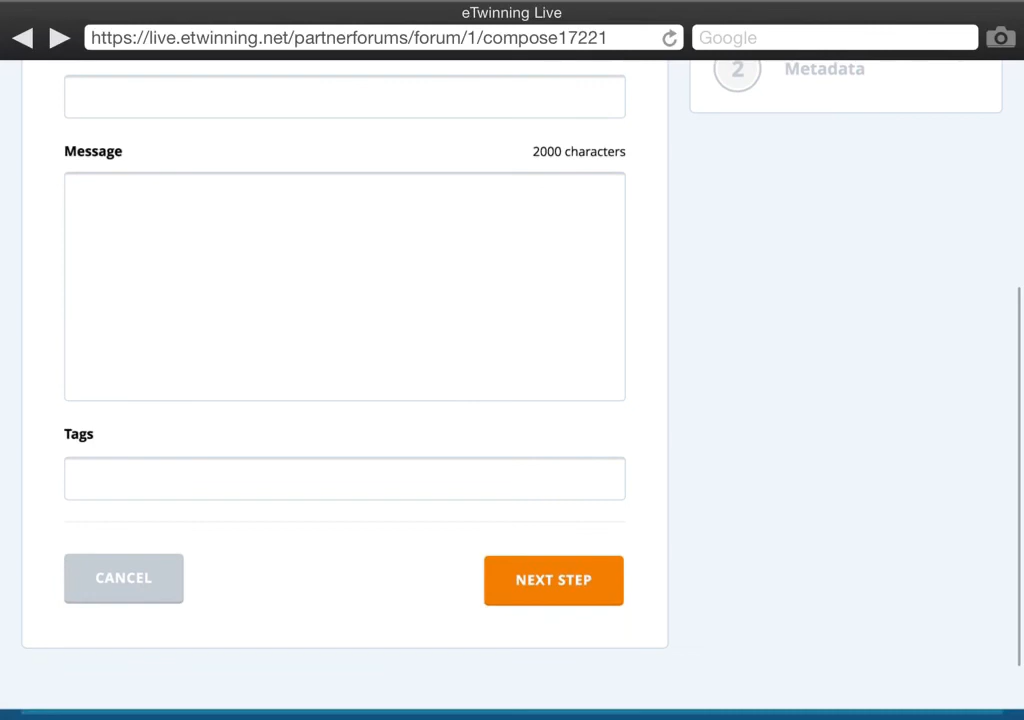 eTwinning Live
https://live.etwinning.net/partnerforums/forum/1/compose17221
Google
2 Metadata
Message 2000 characters
Tags
CANCEL NEXT STEP